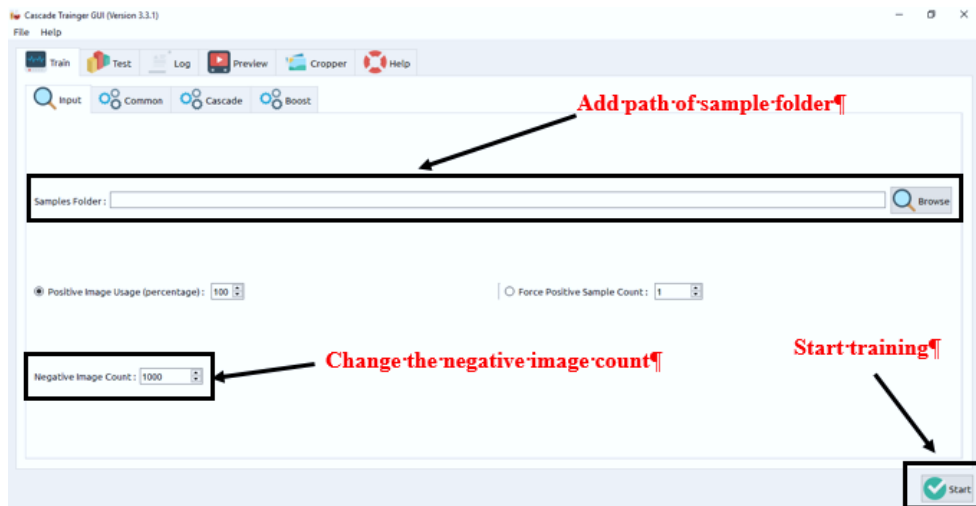 Cascade Trainger GUI (Version 3.3.1)
File Help
Train Test Log Preview Cropper Help
Input Common Cascade Boost
Add·path·of·sample·folder¶
Samples Folder : Browse
Positive Image Usage (percentage) : 100 Force Positive Sample Count : 1
Start·training¶
Change·the·negative·image·count¶
Negative Image Count : 1000
Start